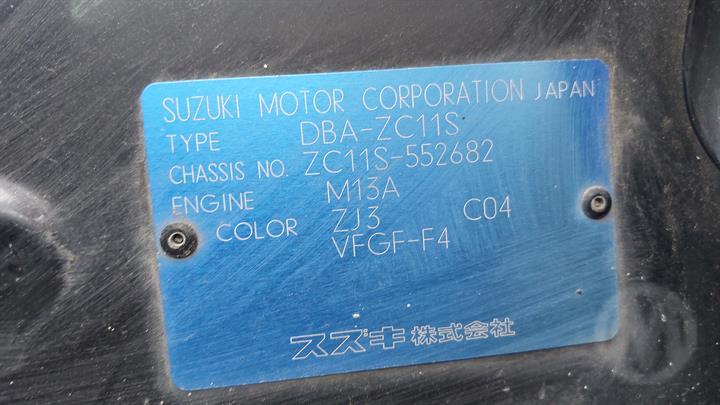 SUZUKI MOTOR CORPORATION JAPAN
TYPE DBA-ZC11S
CHASSIS NO. ZC11S-552682
ENGINE M13A
COLOR ZJ3 C04
VFGF-F4
スズキ株式会社